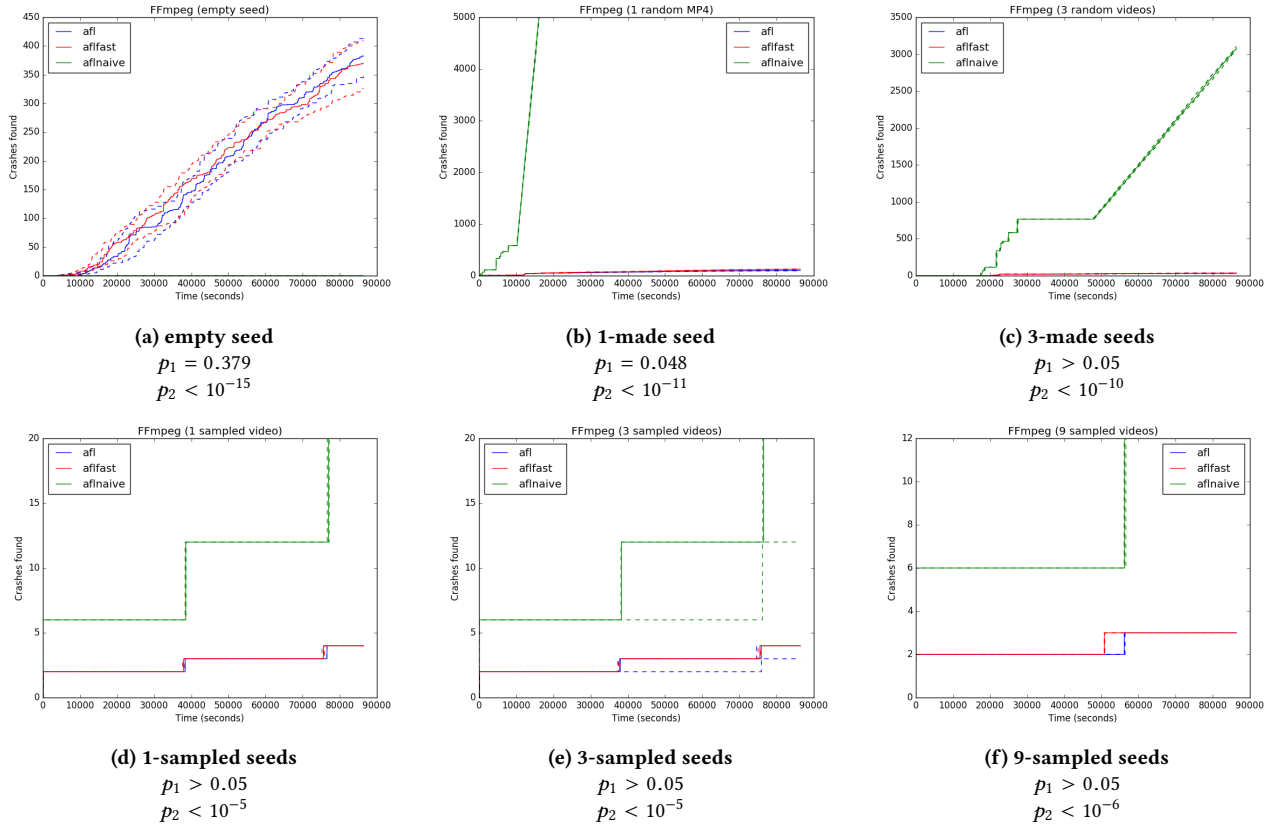 FFmpeg (empty seed)
450
400
350
300
250
200
150
100
50
0
Crashes found
afl
aflfast
aflnaive
0 10000 20000 30000 40000 50000 60000 70000 80000 90000
Time (seconds)
(a) empty seed
p₁ = 0.379
p₂ < 10⁻¹⁵
FFmpeg (1 random MP4)
5000
4000
3000
2000
1000
0
Crashes found
afl
aflfast
aflnaive
0 10000 20000 30000 40000 50000 60000 70000 80000 90000
Time (seconds)
(b) 1-made seed
p₁ = 0.048
p₂ < 10⁻¹¹
FFmpeg (3 random videos)
3500
3000
2500
2000
1500
1000
500
0
Crashes found
afl
aflfast
aflnaive
0 10000 20000 30000 40000 50000 60000 70000 80000 90000
Time (seconds)
(c) 3-made seeds
p₁ > 0.05
p₂ < 10⁻¹⁰
FFmpeg (1 sampled video)
20
15
10
5
0
Crashes found
afl
aflfast
aflnaive
0 10000 20000 30000 40000 50000 60000 70000 80000 90000
Time (seconds)
(d) 1-sampled seeds
p₁ > 0.05
p₂ < 10⁻⁵
FFmpeg (3 sampled videos)
20
15
10
5
0
Crashes found
afl
aflfast
aflnaive
0 10000 20000 30000 40000 50000 60000 70000 80000 90000
Time (seconds)
(e) 3-sampled seeds
p₁ > 0.05
p₂ < 10⁻⁵
FFmpeg (9 sampled videos)
12
10
8
6
4
2
0
Crashes found
afl
aflfast
aflnaive
0 10000 20000 30000 40000 50000 60000 70000 80000 90000
Time (seconds)
(f) 9-sampled seeds
p₁ > 0.05
p₂ < 10⁻⁶